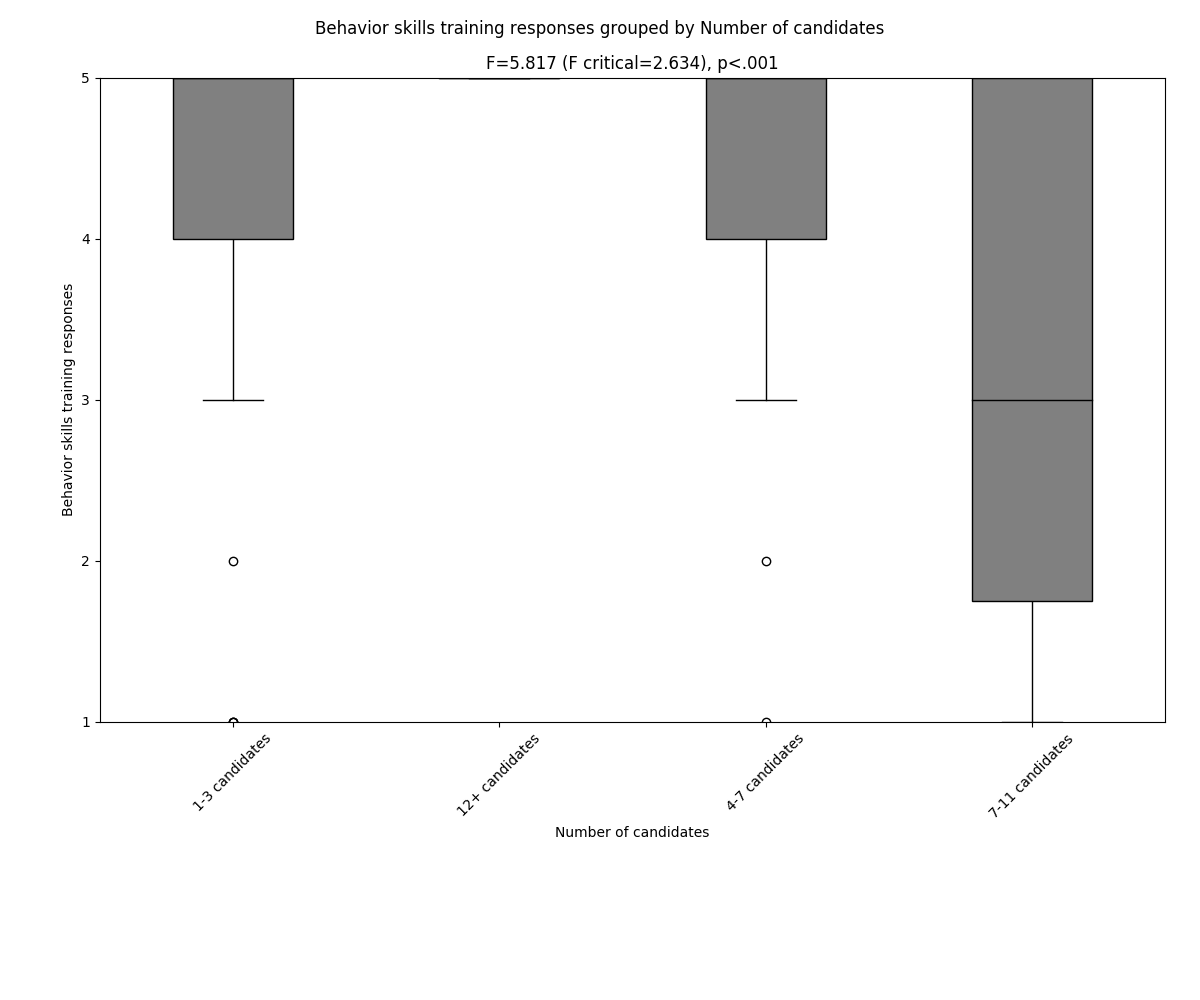 Behavior skills training responses grouped by Number of candidates
F=5.817 (F critical=2.634), p<.001
5
4
3
2
1
Behavior skills training responses
1-3 candidates
12+ candidates
4-7 candidates
7-11 candidates
Number of candidates